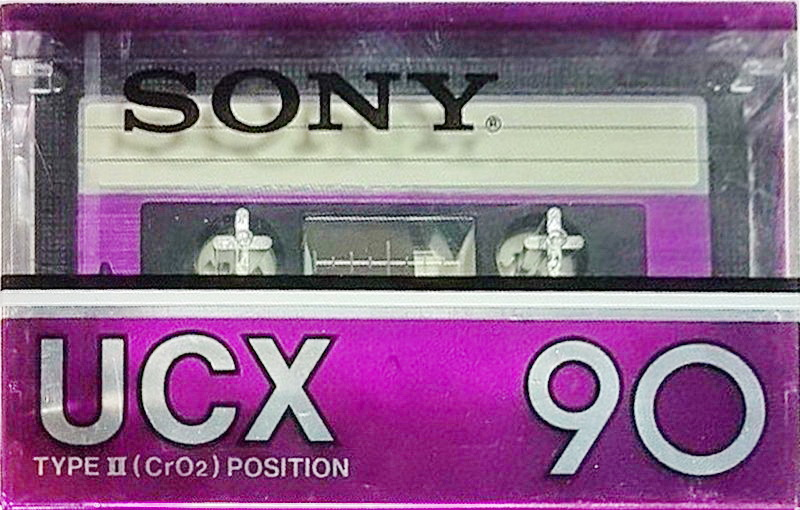 SONY®
UCX 90
TYPE II (CrO2) POSITION